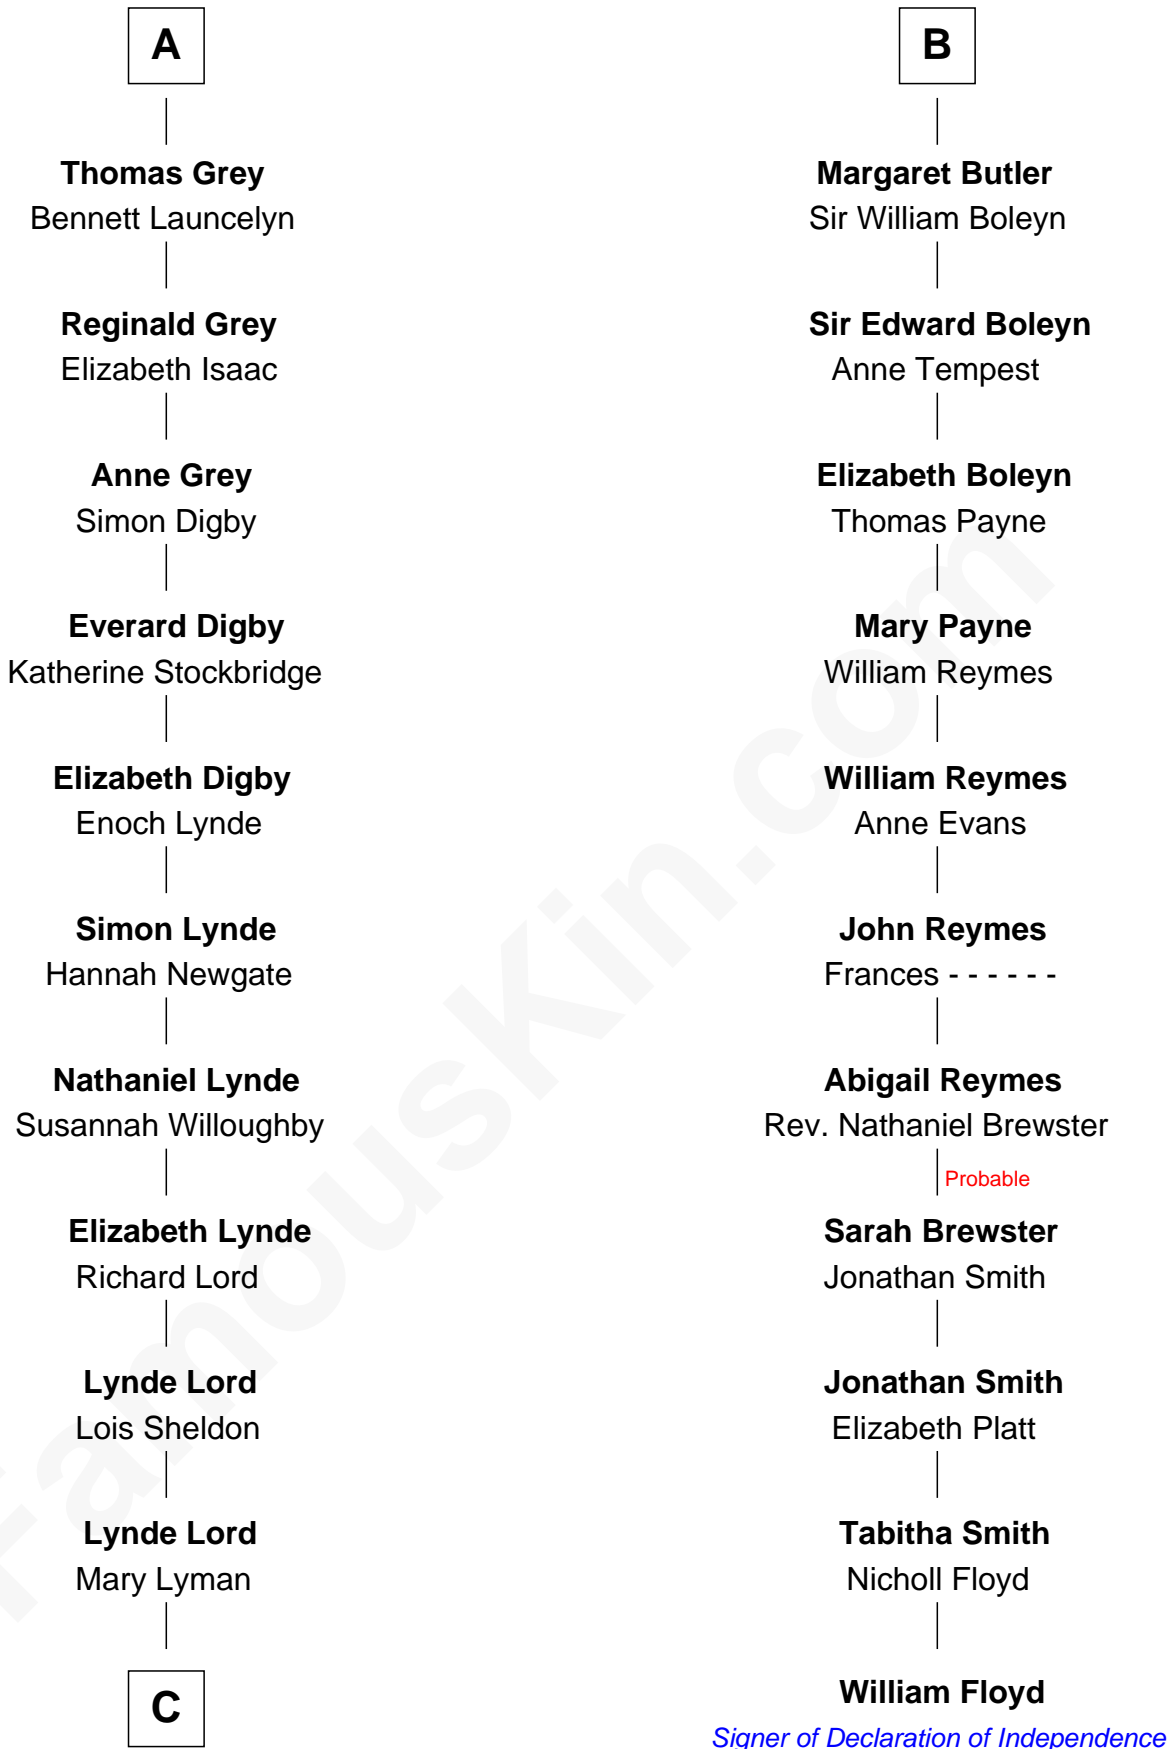 A
Thomas Grey
Bennett Launcelyn
Reginald Grey
Elizabeth Isaac
Anne Grey
Simon Digby
Everard Digby
Katherine Stockbridge
Elizabeth Digby
Enoch Lynde
Simon Lynde
Hannah Newgate
Nathaniel Lynde
Susannah Willoughby
Elizabeth Lynde
Richard Lord
Lynde Lord
Lois Sheldon
Lynde Lord
Mary Lyman
C
B
Margaret Butler
Sir William Boleyn
Sir Edward Boleyn
Anne Tempest
Elizabeth Boleyn
Thomas Payne
Mary Payne
William Reymes
William Reymes
Anne Evans
John Reymes
Frances - - - - - -
Abigail Reymes
Rev. Nathaniel Brewster
Probable
Sarah Brewster
Jonathan Smith
Jonathan Smith
Elizabeth Platt
Tabitha Smith
Nicholl Floyd
William Floyd
Signer of Declaration of Independence
FamousKin.com